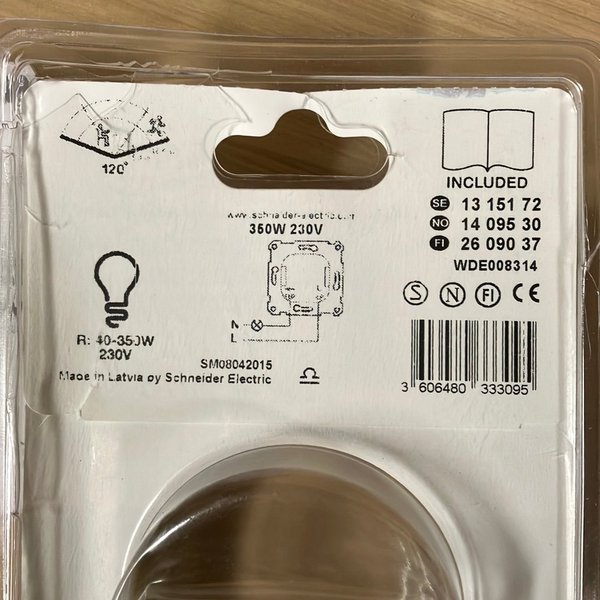 120°
www.schneider-electric.com
350W 230V
N
L
R: 40-350W
230V
SM08042015
Made in Latvia by Schneider Electric
INCLUDED
SE 13 151 72
NO 14 095 30
FI 26 090 37
WDE008314
S N FI CE
3 606480 333095